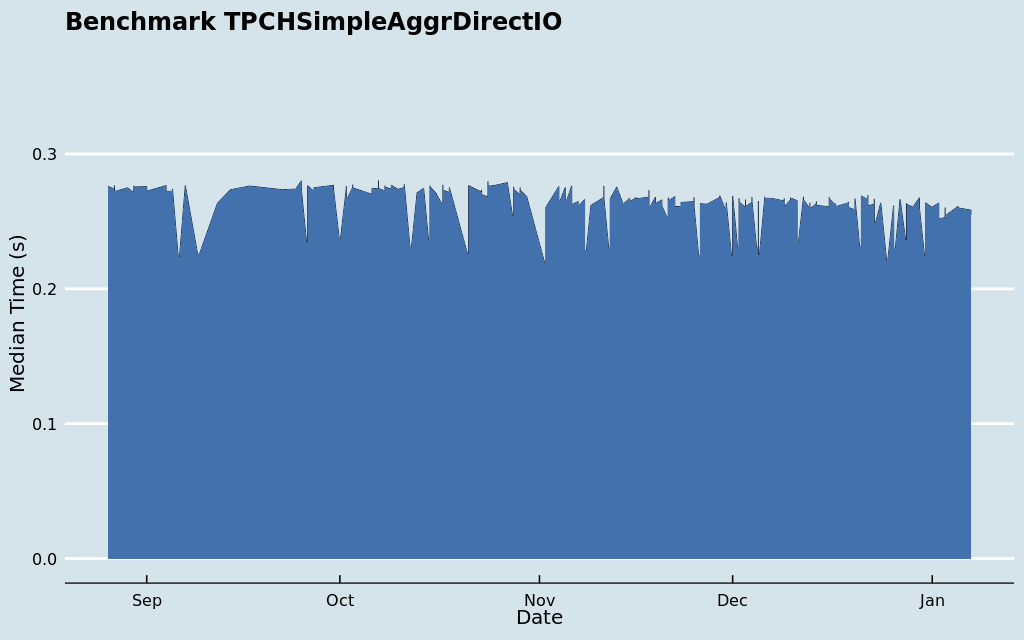 Benchmark TPCHSimpleAggrDirectIO
Median Time (s)
0.3
0.2
0.1
0.0
Sep Oct Nov Dec Jan
Date